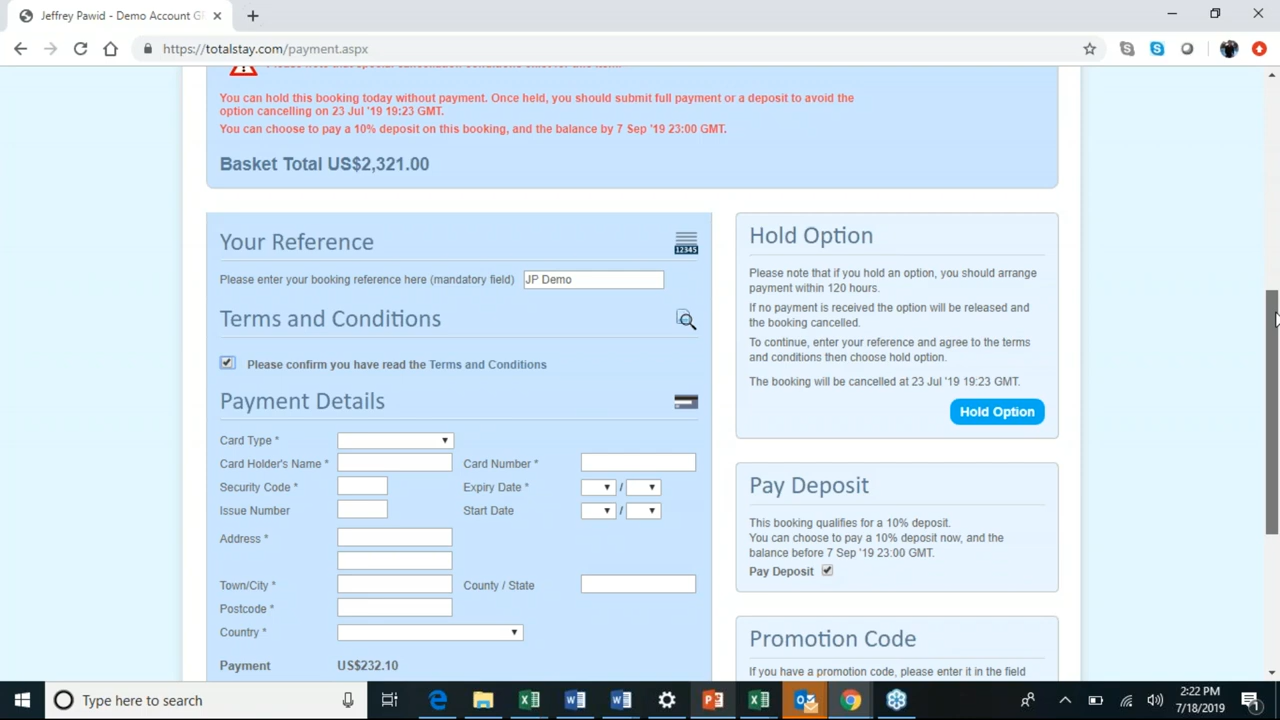 Jeffrey Pawid - Demo Account G
https://totalstay.com/payment.aspx
Please note that special cancellation conditions exist for this item.
You can hold this booking today without payment. Once held, you should submit full payment or a deposit to avoid the
option cancelling on 23 Jul '19 19:23 GMT.
You can choose to pay a 10% deposit on this booking, and the balance by 7 Sep '19 23:00 GMT.
Basket Total US$2,321.00
Your Reference
12345
Please enter your booking reference here (mandatory field) JP Demo
Terms and Conditions
Please confirm you have read the Terms and Conditions
Payment Details
Card Type *
Card Holder's Name * Card Number *
Security Code * Expiry Date * /
Issue Number Start Date /
Address *
Town/City * County / State
Postcode *
Country *
Payment US$232.10
Hold Option
Please note that if you hold an option, you should arrange
payment within 120 hours.
If no payment is received the option will be released and
the booking cancelled.
To continue, enter your reference and agree to the terms
and conditions then choose hold option.
The booking will be cancelled at 23 Jul '19 19:23 GMT.
Hold Option
Pay Deposit
This booking qualifies for a 10% deposit.
You can choose to pay a 10% deposit now, and the
balance before 7 Sep '19 23:00 GMT.
Pay Deposit
Promotion Code
If you have a promotion code, please enter it in the field
Type here to search
2:22 PM
7/18/2019